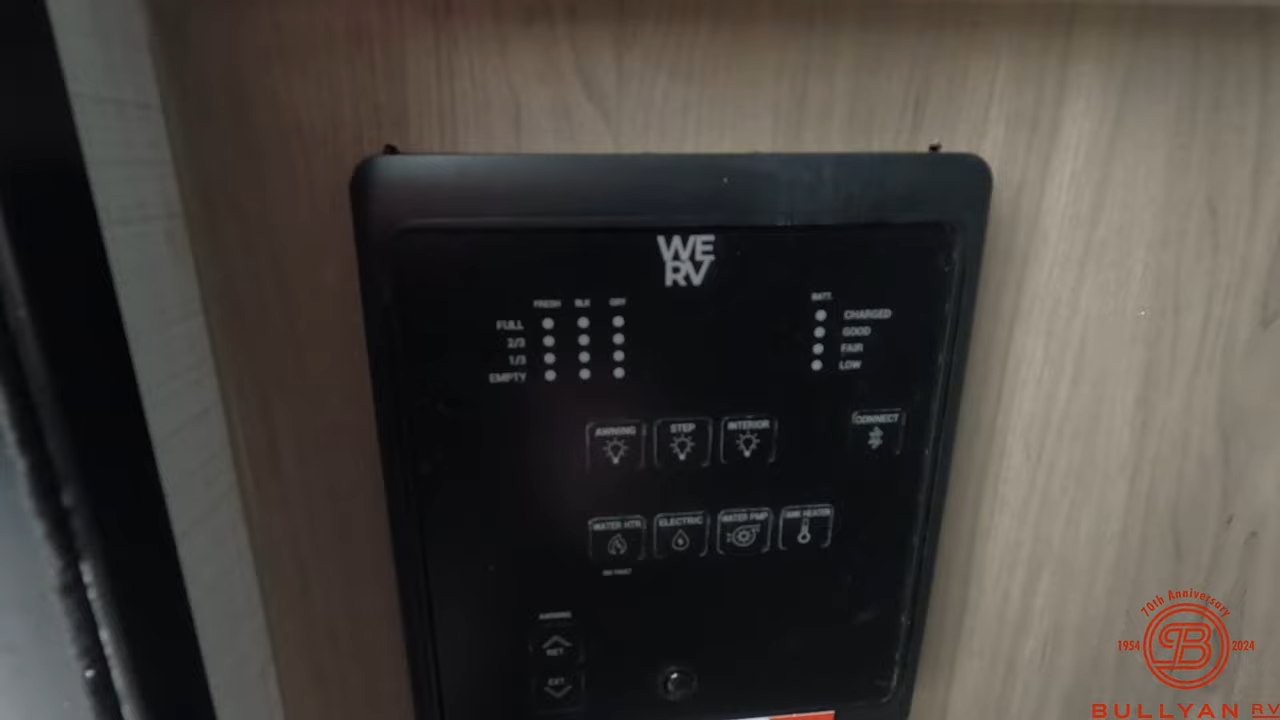 WE
RV
FRESH BLK GRY
FULL
2/3
1/3
EMPTY
BATT.
CHARGED
GOOD
FAIR
LOW
AWNING STEP INTERIOR
CONNECT
WATER HTR ELECTRIC WATER PMP TANK HEATER
AWNING
RET
EXT
70th Anniversary
1954 2024
B
BULLYAN RV